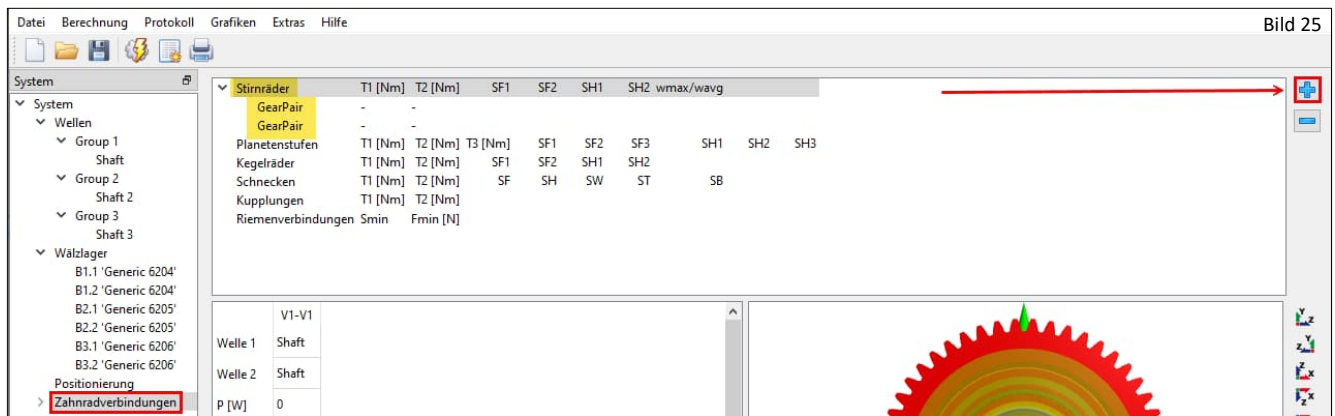 Datei Berechnung Protokoll Grafiken Extras Hilfe
Bild 25
System
System
Wellen
Group 1
Shaft
Group 2
Shaft 2
Group 3
Shaft 3
Wälzlager
B1.1 'Generic 6204'
B1.2 'Generic 6204'
B2.1 'Generic 6205'
B2.2 'Generic 6205'
B3.1 'Generic 6206'
B3.2 'Generic 6206'
Positionierung
Zahnradverbindungen
Stirnräder T1 [Nm] T2 [Nm] SF1 SF2 SH1 SH2 wmax/wavg
GearPair - -
GearPair - -
Planetenstufen T1 [Nm] T2 [Nm] T3 [Nm] SF1 SF2 SF3 SH1 SH2 SH3
Kegelräder T1 [Nm] T2 [Nm] SF1 SF2 SH1 SH2
Schnecken T1 [Nm] T2 [Nm] SF SH SW ST SB
Kupplungen T1 [Nm] T2 [Nm]
Riemenverbindungen Smin Fmin [N]
V1-V1
Welle 1 Shaft
Welle 2 Shaft
P [W] 0
Y z
z Y
z x
z x